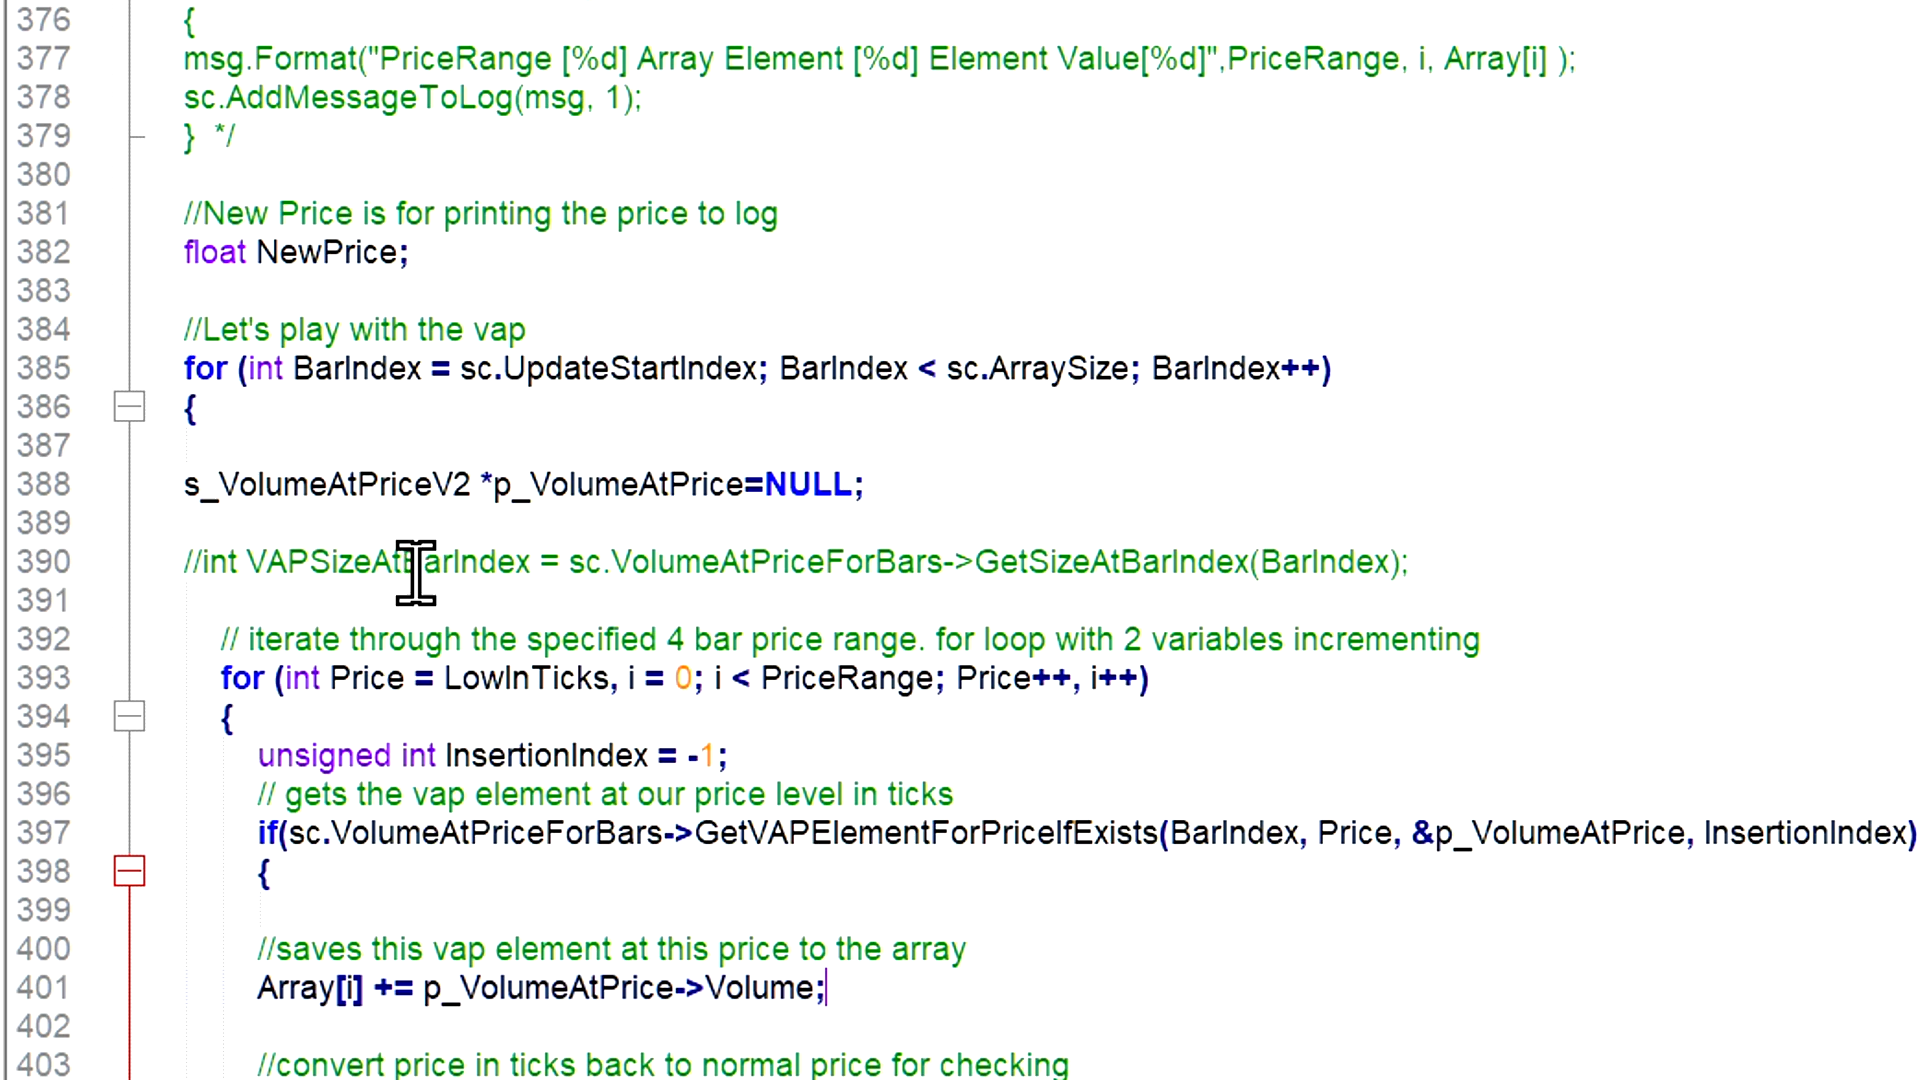 376 {
377 msg.Format("PriceRange [%d] Array Element [%d] Element Value[%d]",PriceRange, i, Array[i] );
378 sc.AddMessageToLog(msg, 1);
379 } */
380
381 //New Price is for printing the price to log
382 float NewPrice;
383
384 //Let's play with the vap
385 for (int BarIndex = sc.UpdateStartIndex; BarIndex < sc.ArraySize; BarIndex++)
386 {
387
388 s_VolumeAtPriceV2 *p_VolumeAtPrice=NULL;
389
390 //int VAPSizeAtBarIndex = sc.VolumeAtPriceForBars->GetSizeAtBarIndex(BarIndex);
391
392 // iterate through the specified 4 bar price range. for loop with 2 variables incrementing
393 for (int Price = LowInTicks, i = 0; i < PriceRange; Price++, i++)
394 {
395 unsigned int InsertionIndex = -1;
396 // gets the vap element at our price level in ticks
397 if(sc.VolumeAtPriceForBars->GetVAPElementForPriceIfExists(BarIndex, Price, &p_VolumeAtPrice, InsertionIndex)
398 {
399
400 //saves this vap element at this price to the array
401 Array[i] += p_VolumeAtPrice->Volume;
402
403 //convert price in ticks back to normal price for checking